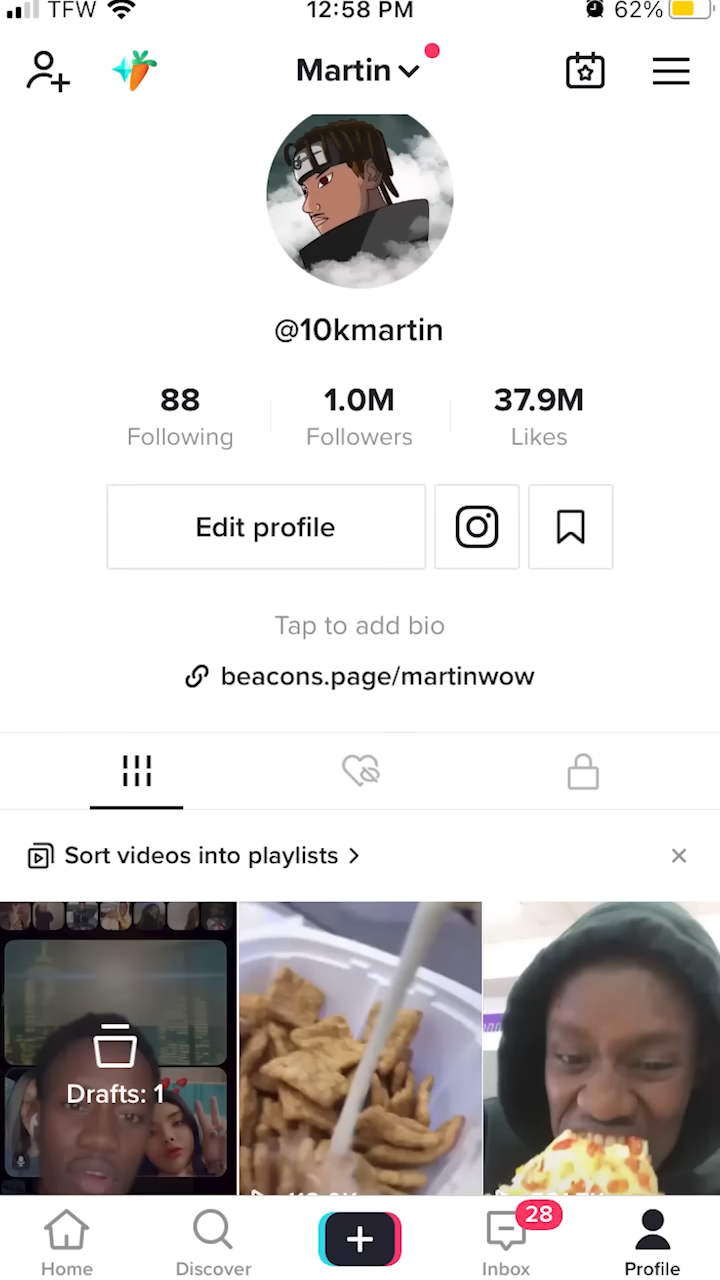 TFW 12:58 PM 62%
Martin
@10kmartin
88 1.0M 37.9M
Following Followers Likes
Edit profile
Tap to add bio
beacons.page/martinwow
Sort videos into playlists
Drafts: 1
28
Home Discover Inbox Profile